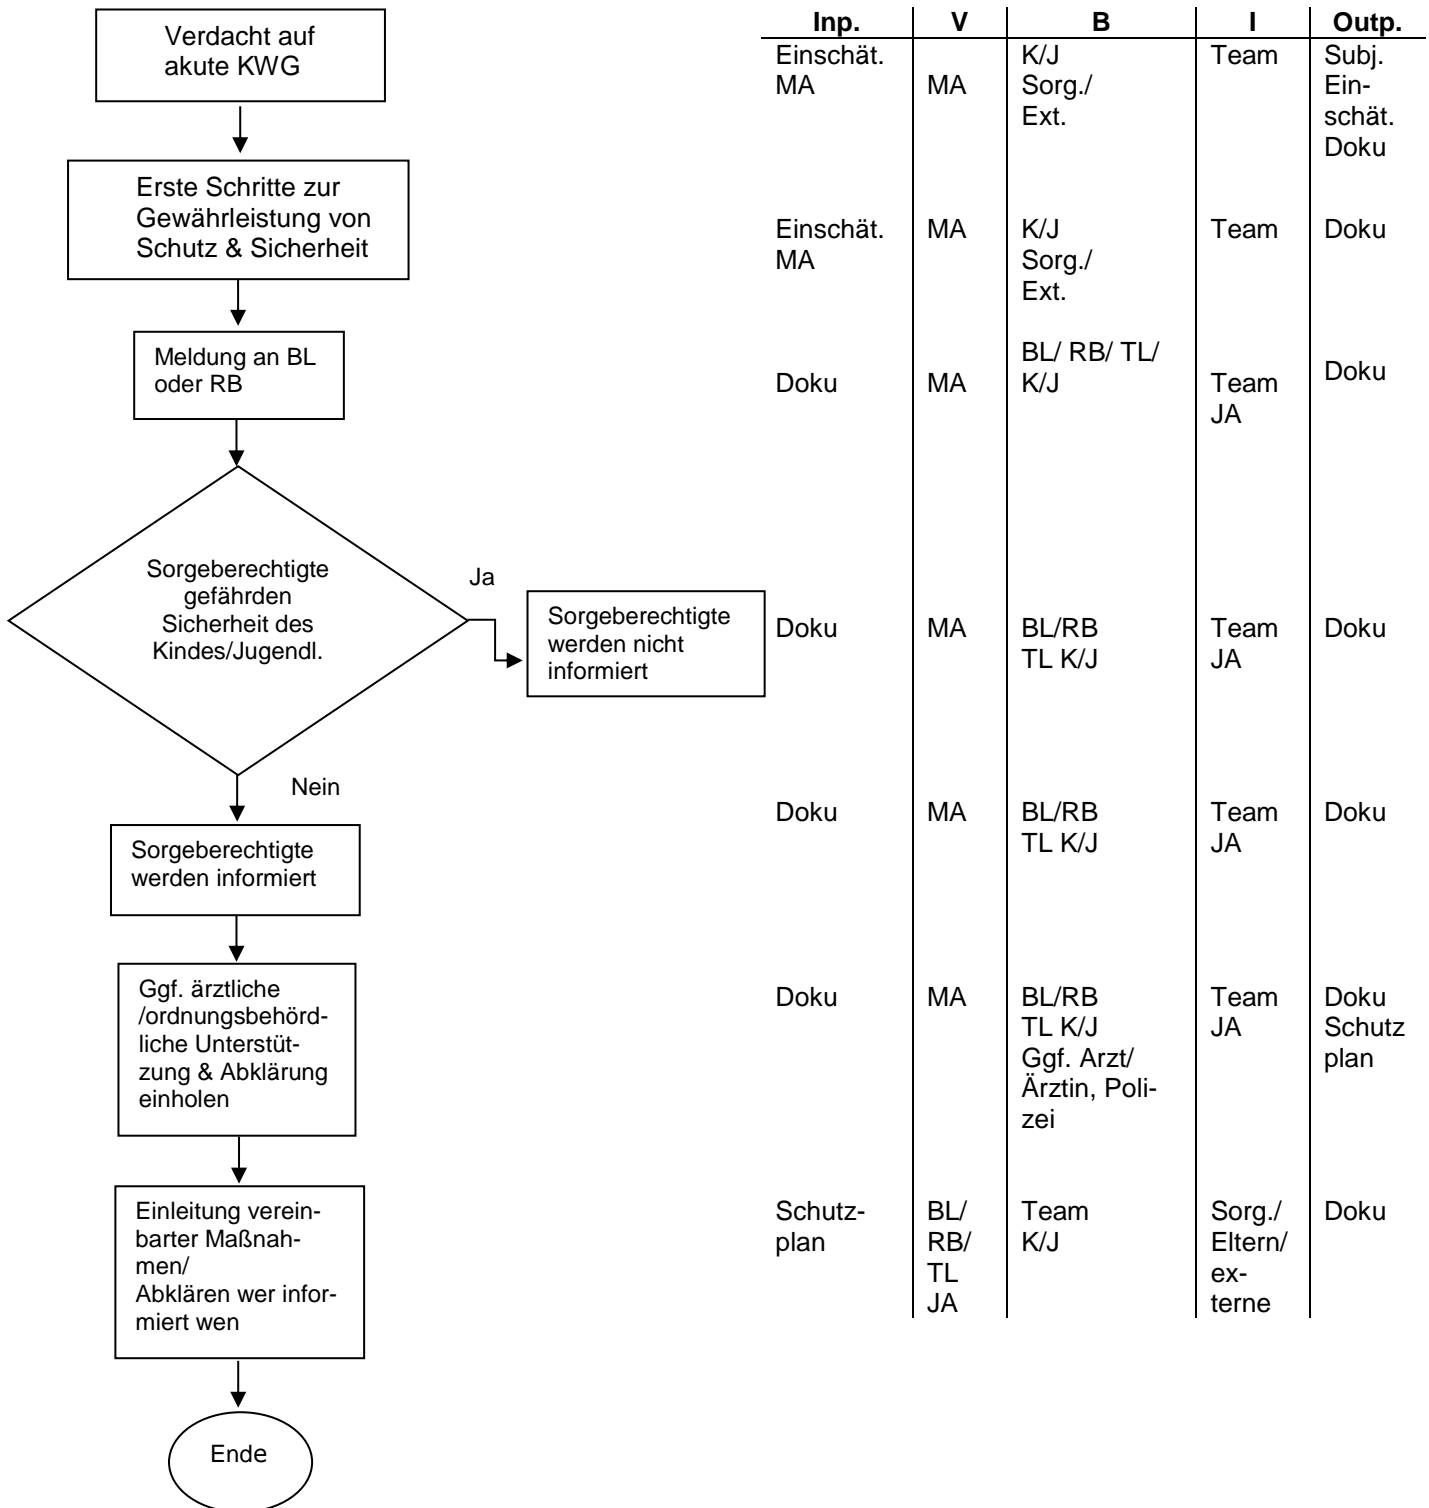 Verdacht auf
akute KWG
Erste Schritte zur
Gewährleistung von
Schutz & Sicherheit
Meldung an BL
oder RB
Sorgeberechtigte
gefährden
Sicherheit des
Kindes/Jugendl.
Ja
Sorgeberechtigte
werden nicht
informiert
Nein
Sorgeberechtigte
werden informiert
Ggf. ärztliche
/ordnungsbehörd-
liche Unterstüt-
zung & Abklärung
einholen
Einleitung verein-
barter Maßnah-
men/
Abklären wer infor-
miert wen
Ende
Inp. V B I Outp.
Einschät. K/J Team Subj.
MA MA Sorg./ Ein-
Ext. schät.
Doku
Einschät. MA K/J Team Doku
MA Sorg./
Ext.
BL/ RB/ TL/ Doku
Doku MA K/J Team
JA
Doku MA BL/RB Team Doku
TL K/J JA
Doku MA BL/RB Team Doku
TL K/J JA
Doku MA BL/RB Team Doku
TL K/J JA Schutz
Ggf. Arzt/ plan
Ärztin, Poli-
zei
Schutz- BL/ Team Sorg./ Doku
plan RB/ K/J Eltern/
TL ex-
JA terne